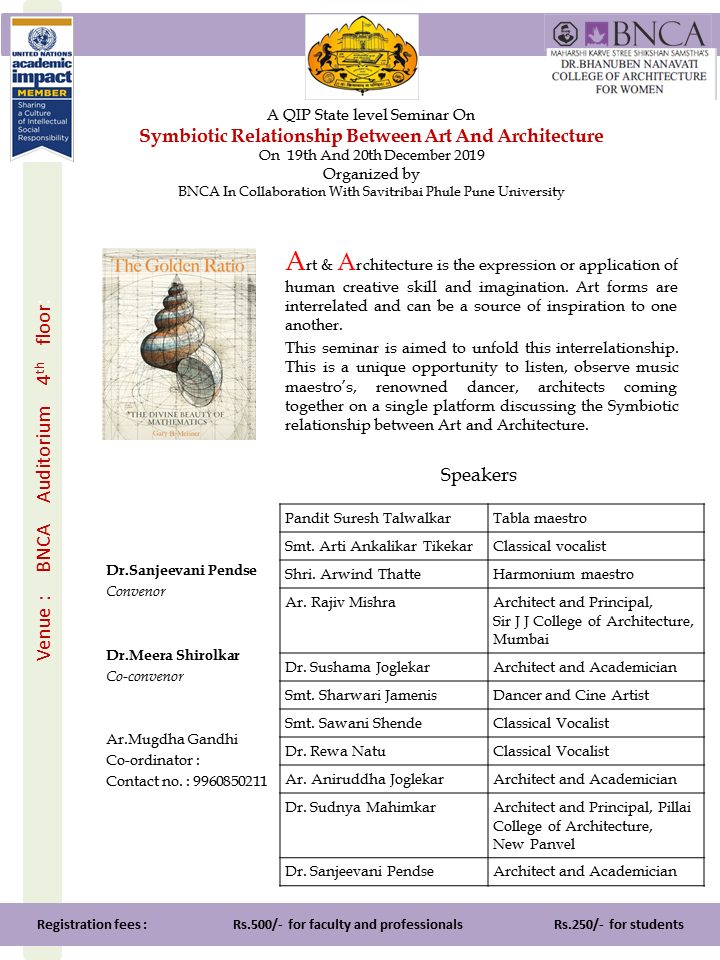 UNITED NATIONS
academic
impact
MEMBER
Sharing
a Culture
of Intellectual
Social
Responsibility
BNCA
MAHARSHI KARVE STREE SHIKSHAN SAMSTHA'S
DR.BHANUBEN NANAVATI
COLLEGE OF ARCHITECTURE
FOR WOMEN
A QIP State level Seminar On
Symbiotic Relationship Between Art And Architecture
On 19th And 20th December 2019
Organized by
BNCA In Collaboration With Savitribai Phule Pune University
Venue : BNCA Auditorium 4th floor:
The Golden Ratio
THE DIVINE BEAUTY OF
MATHEMATICS
Gary B. Meisner
Art & Architecture is the expression or application of
human creative skill and imagination. Art forms are
interrelated and can be a source of inspiration to one
another.
This seminar is aimed to unfold this interrelationship.
This is a unique opportunity to listen, observe music
maestro's, renowned dancer, architects coming
together on a single platform discussing the Symbiotic
relationship between Art and Architecture.
Speakers
Pandit Suresh Talwalkar Tabla maestro
Smt. Arti Ankalikar Tikekar Classical vocalist
Shri. Arwind Thatte Harmonium maestro
Ar. Rajiv Mishra Architect and Principal,
Sir J J College of Architecture,
Mumbai
Dr. Sushama Joglekar Architect and Academician
Smt. Sharwari Jamenis Dancer and Cine Artist
Smt. Sawani Shende Classical Vocalist
Dr. Rewa Natu Classical Vocalist
Ar. Aniruddha Joglekar Architect and Academician
Dr. Sudnya Mahimkar Architect and Principal, Pillai
College of Architecture,
New Panvel
Dr. Sanjeevani Pendse Architect and Academician
Dr.Sanjeevani Pendse
Convenor
Dr.Meera Shirolkar
Co-convenor
Ar.Mugdha Gandhi
Co-ordinator :
Contact no. : 9960850211
Registration fees : Rs.500/- for faculty and professionals Rs.250/- for students